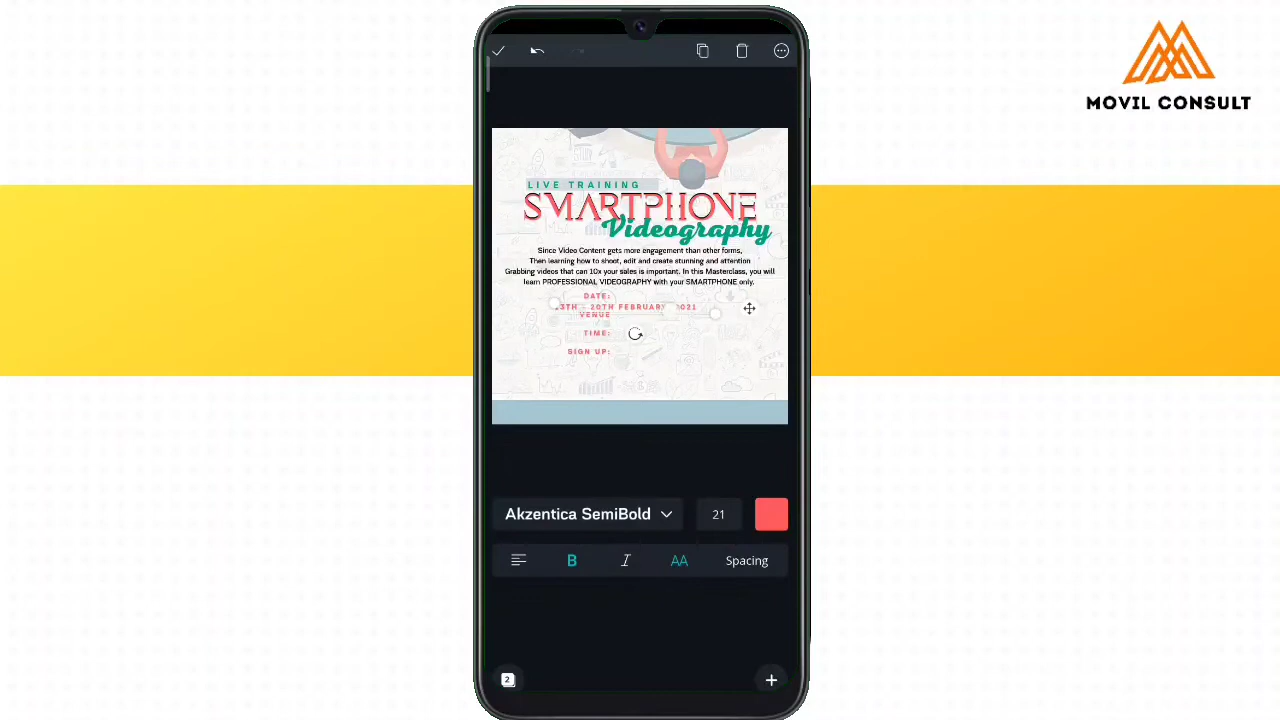 MOVIL CONSULT
LIVE TRAINING
SMARTPHONE
Videography
Since Video Content gets more engagement than other forms,
Then learning how to shoot, edit and create stunning and attention
Grabbing videos that can 10x your sales is important. In this Masterclass, you will
learn PROFESSIONAL VIDEOGRAPHY with your SMARTPHONE only.
DATE:
13TH - 20TH FEBRUARY 2021
VENUE
TIME:
SIGN UP:
Akzentica SemiBold
21
B I AA Spacing
2